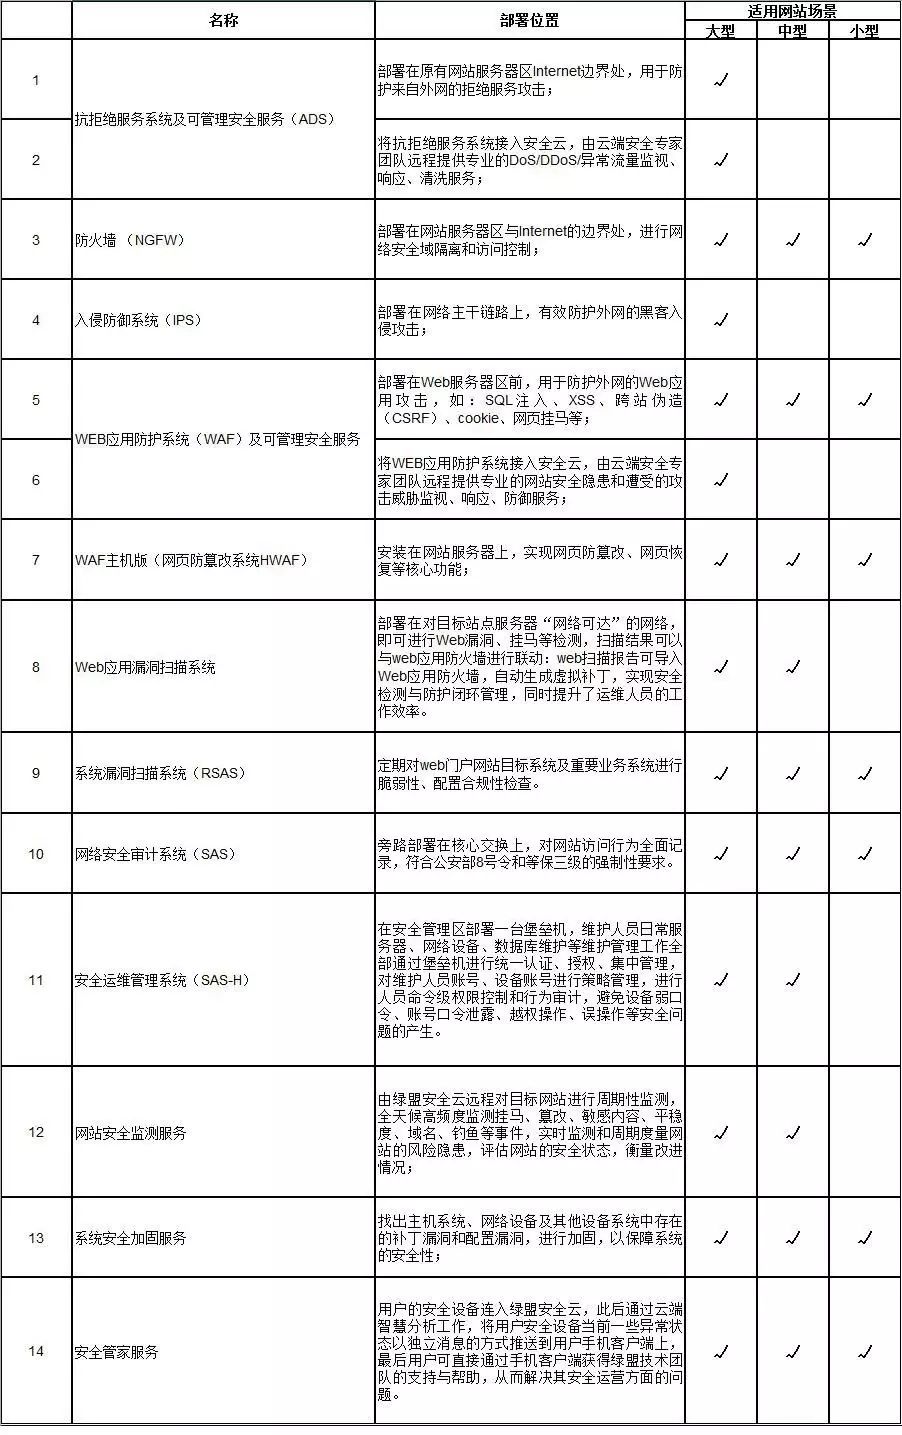 名称
部署位置
适用网站场景
大型
中型
小型
1
抗拒绝服务系统及可管理安全服务（ADS）
部署在原有网站服务器区Internet边界处，用于防
护来自外网的拒绝服务攻击；
✓
2
将抗拒绝服务系统接入安全云，由云端安全专家
团队远程提供专业的DoS/DDoS/异常流量监视、
响应、清洗服务；
✓
3
防火墙 （NGFW）
部署在网站服务器区与Internet的边界处，进行网
络安全域隔离和访问控制；
✓
✓
✓
4
入侵防御系统（IPS）
部署在网络主干链路上，有效防护外网的黑客入
侵攻击；
✓
5
WEB应用防护系统（WAF）及可管理安全服务
部署在Web服务器区前，用于防护外网的Web应
用攻击，如：SQL注入、XSS、跨站伪造
（CSRF）、cookie、网页挂马等；
✓
✓
✓
6
将WEB应用防护系统接入安全云，由云端安全专
家团队远程提供专业的网站安全隐患和遭受的攻
击威胁监视、响应、防御服务；
✓
7
WAF主机版（网页防篡改系统HWAF）
安装在网站服务器上，实现网页防篡改、网页恢
复等核心功能；
✓
✓
✓
8
Web应用漏洞扫描系统
部署在对目标站点服务器“网络可达”的网络，
即可进行Web漏洞、挂马等检测，扫描结果可以
与web应用防火墙进行联动：web扫描报告可导入
Web应用防火墙，自动生成虚拟补丁，实现安全
检测与防护闭环管理，同时提升了运维人员的工
作效率。
✓
✓
9
系统漏洞扫描系统（RSAS）
定期对web门户网站目标系统及重要业务系统进行
脆弱性、配置合规性检查。
✓
✓
✓
10
网络安全审计系统（SAS）
旁路部署在核心交换上，对网站访问行为全面记
录，符合公安部8号令和等保三级的强制性要求。
✓
✓
✓
11
安全运维管理系统（SAS-H）
在安全管理区部署一台堡垒机，维护人员日常服
务器、网络设备、数据库维护等维护管理工作全
部通过堡垒机进行统一认证、授权、集中管理，
对维护人员账号、设备账号进行策略管理，进行
人员命令级权限控制和行为审计，避免设备弱口
令、账号口令泄露、越权操作、误操作等安全问
题的产生。
✓
✓
12
网站安全监测服务
由绿盟安全云远程对目标网站进行周期性监测，
全天候高频度监测挂马、篡改、敏感内容、平稳
度、域名、钓鱼等事件，实时监测和周期度量网
站的风险隐患，评估网站的安全状态，衡量改进
情况；
✓
✓
13
系统安全加固服务
找出主机系统、网络设备及其他设备系统中存在
的补丁漏洞和配置漏洞，进行加固，以保障系统
的安全性；
✓
✓
✓
14
安全管家服务
用户的安全设备连入绿盟安全云，此后通过云端
智慧分析工作，将用户安全设备当前一些异常状
态以独立消息的方式推送到用户手机客户端上，
最后用户可直接通过手机客户端获得绿盟技术团
队的支持与帮助，从而解决其安全运营方面的问
题。
✓
✓
✓